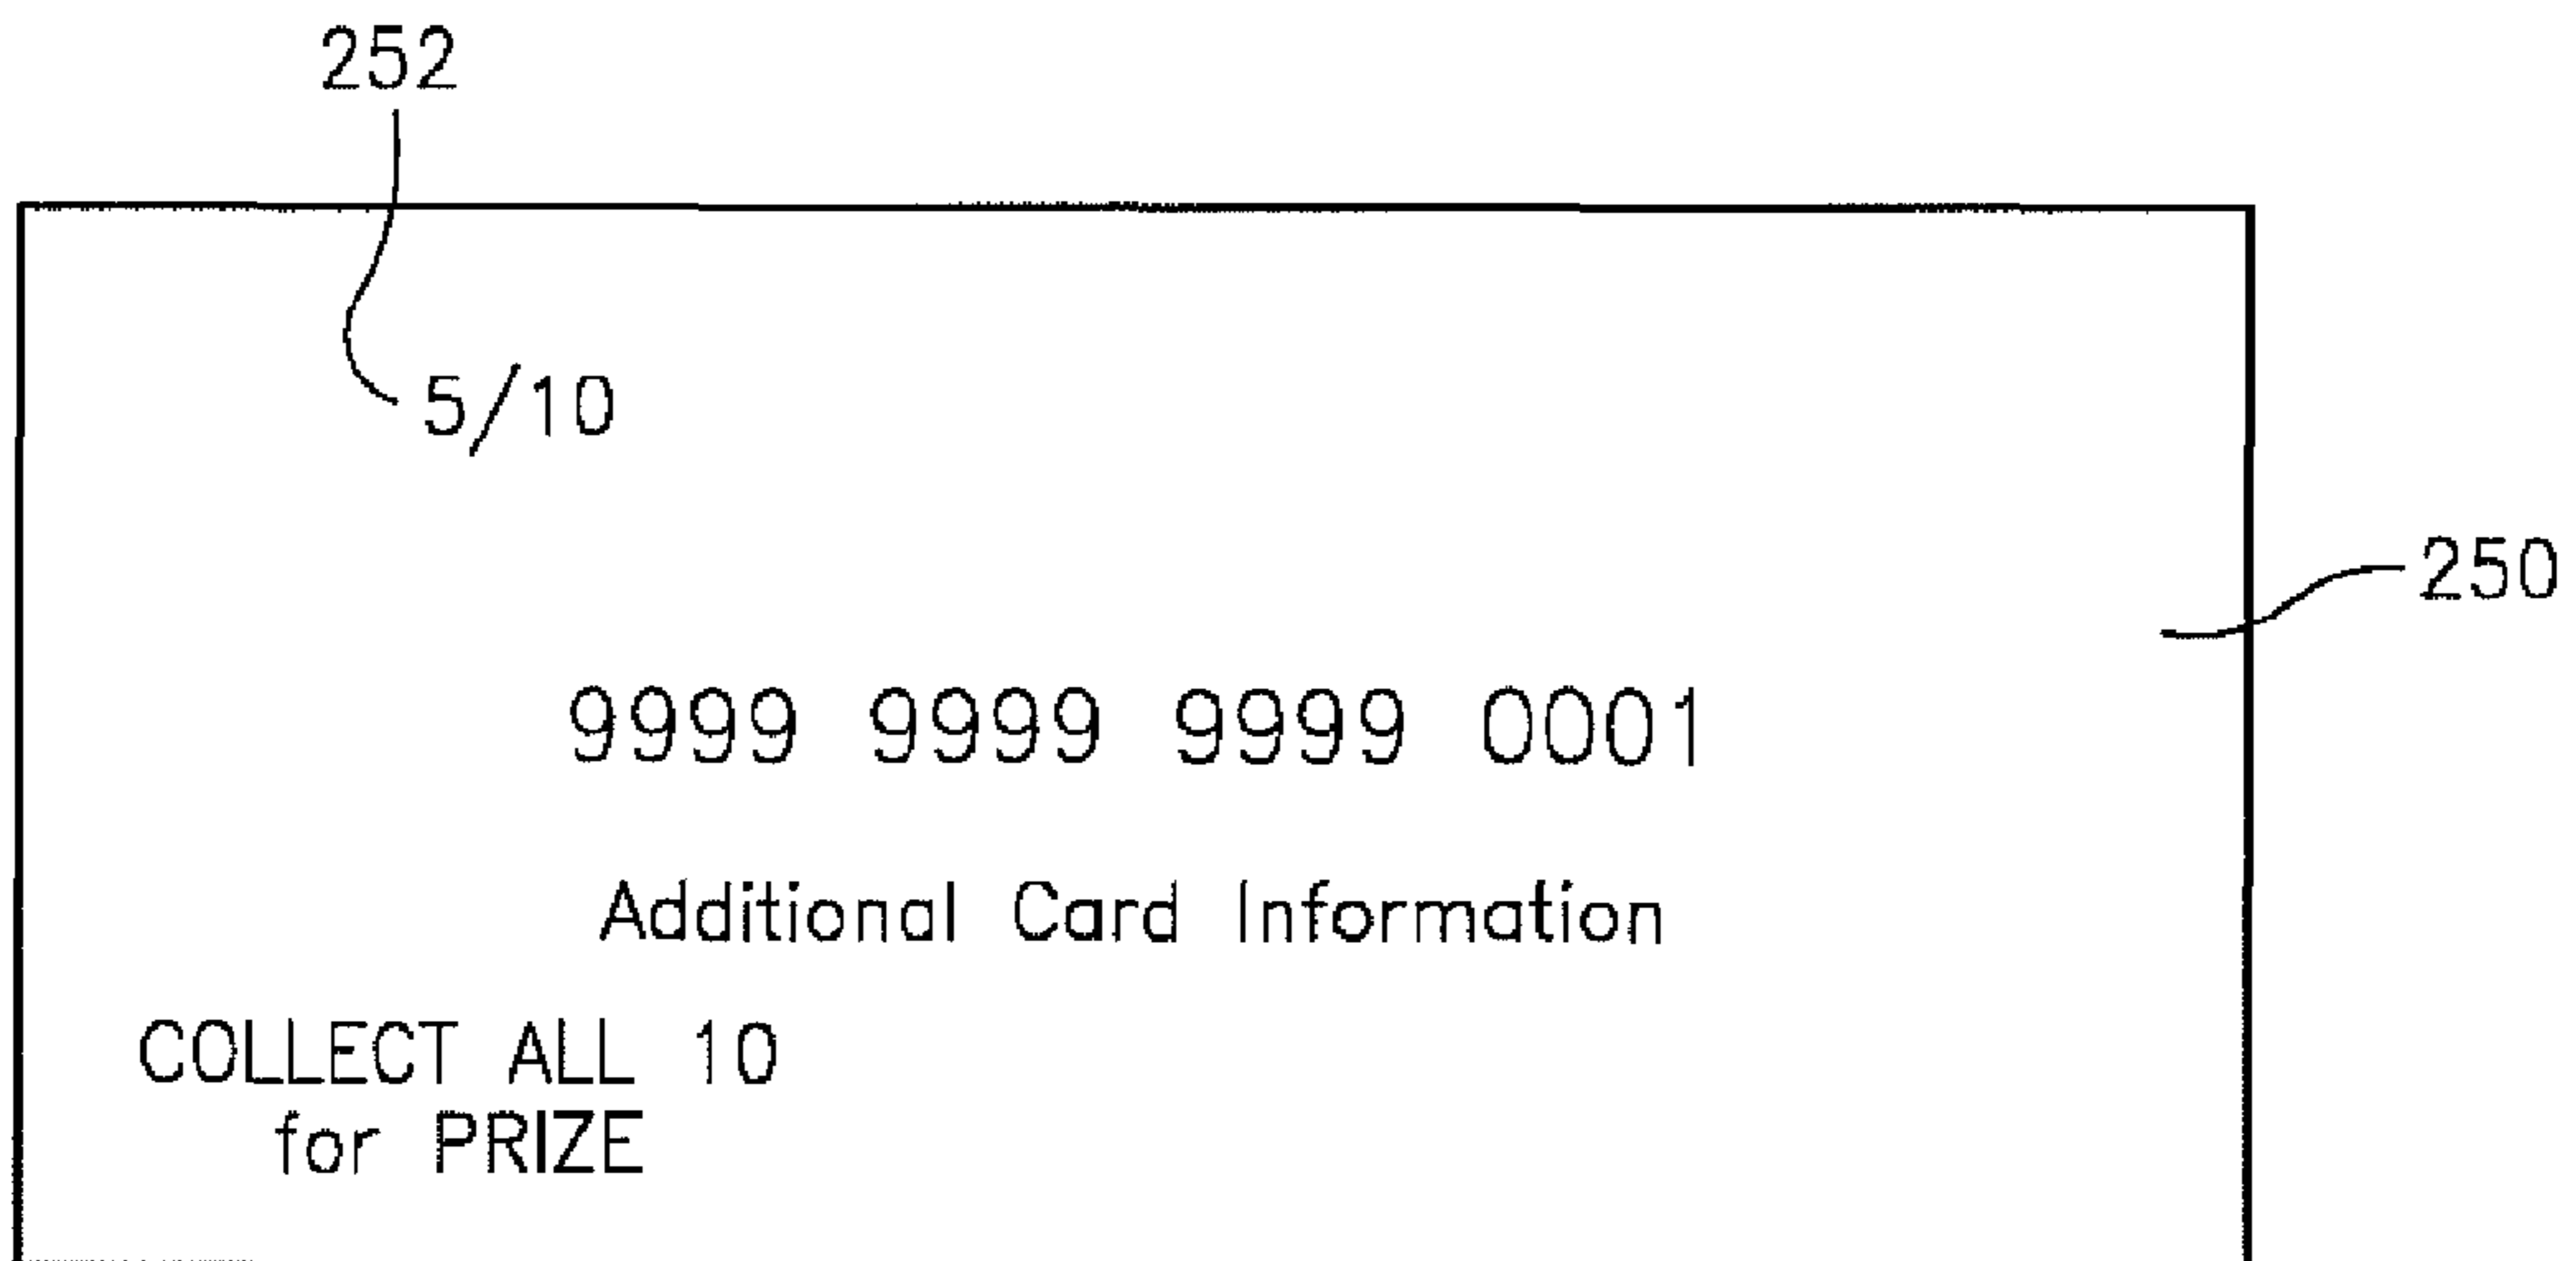 252
5/10
250
9999 9999 9999 0001
Additional Card Information
COLLECT ALL 10
for PRIZE